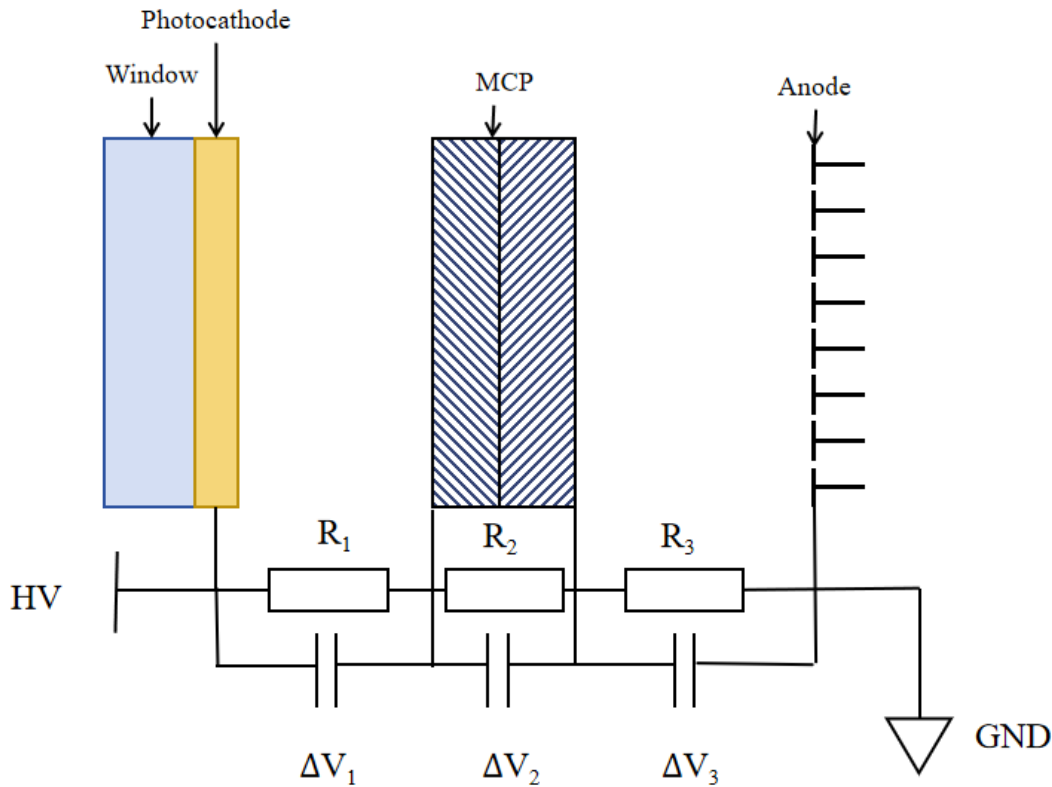 Photocathode
Window
MCP
Anode
R₁
R₂
R₃
HV
GND
ΔV₁
ΔV₂
ΔV₃